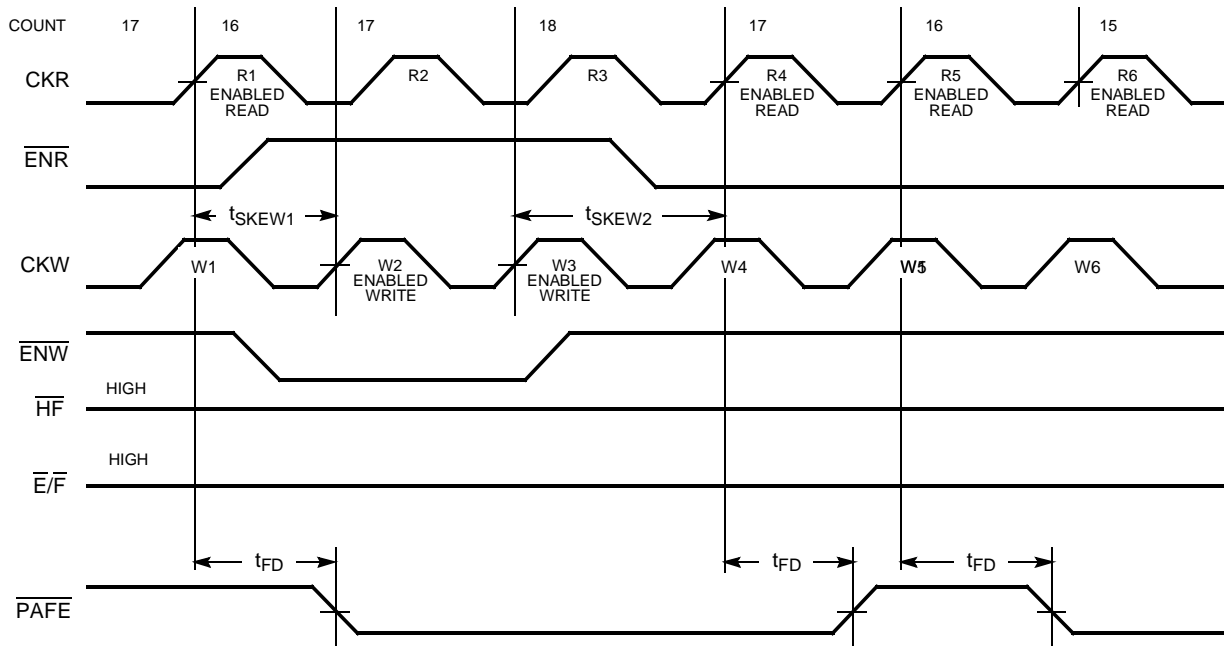 COUNT 17 16 17 18 17 16 15
CKR R1 R2 R3 R4 R5 R6
ENABLED ENABLED ENABLED ENABLED
READ READ READ READ
ENR
tSKEW1 tSKEW2
CKW W1 W2 W3 W4 W5 W6
ENABLED ENABLED
WRITE WRITE
ENW
HIGH
HF
HIGH
E/F
tFD tFD tFD
PAFE